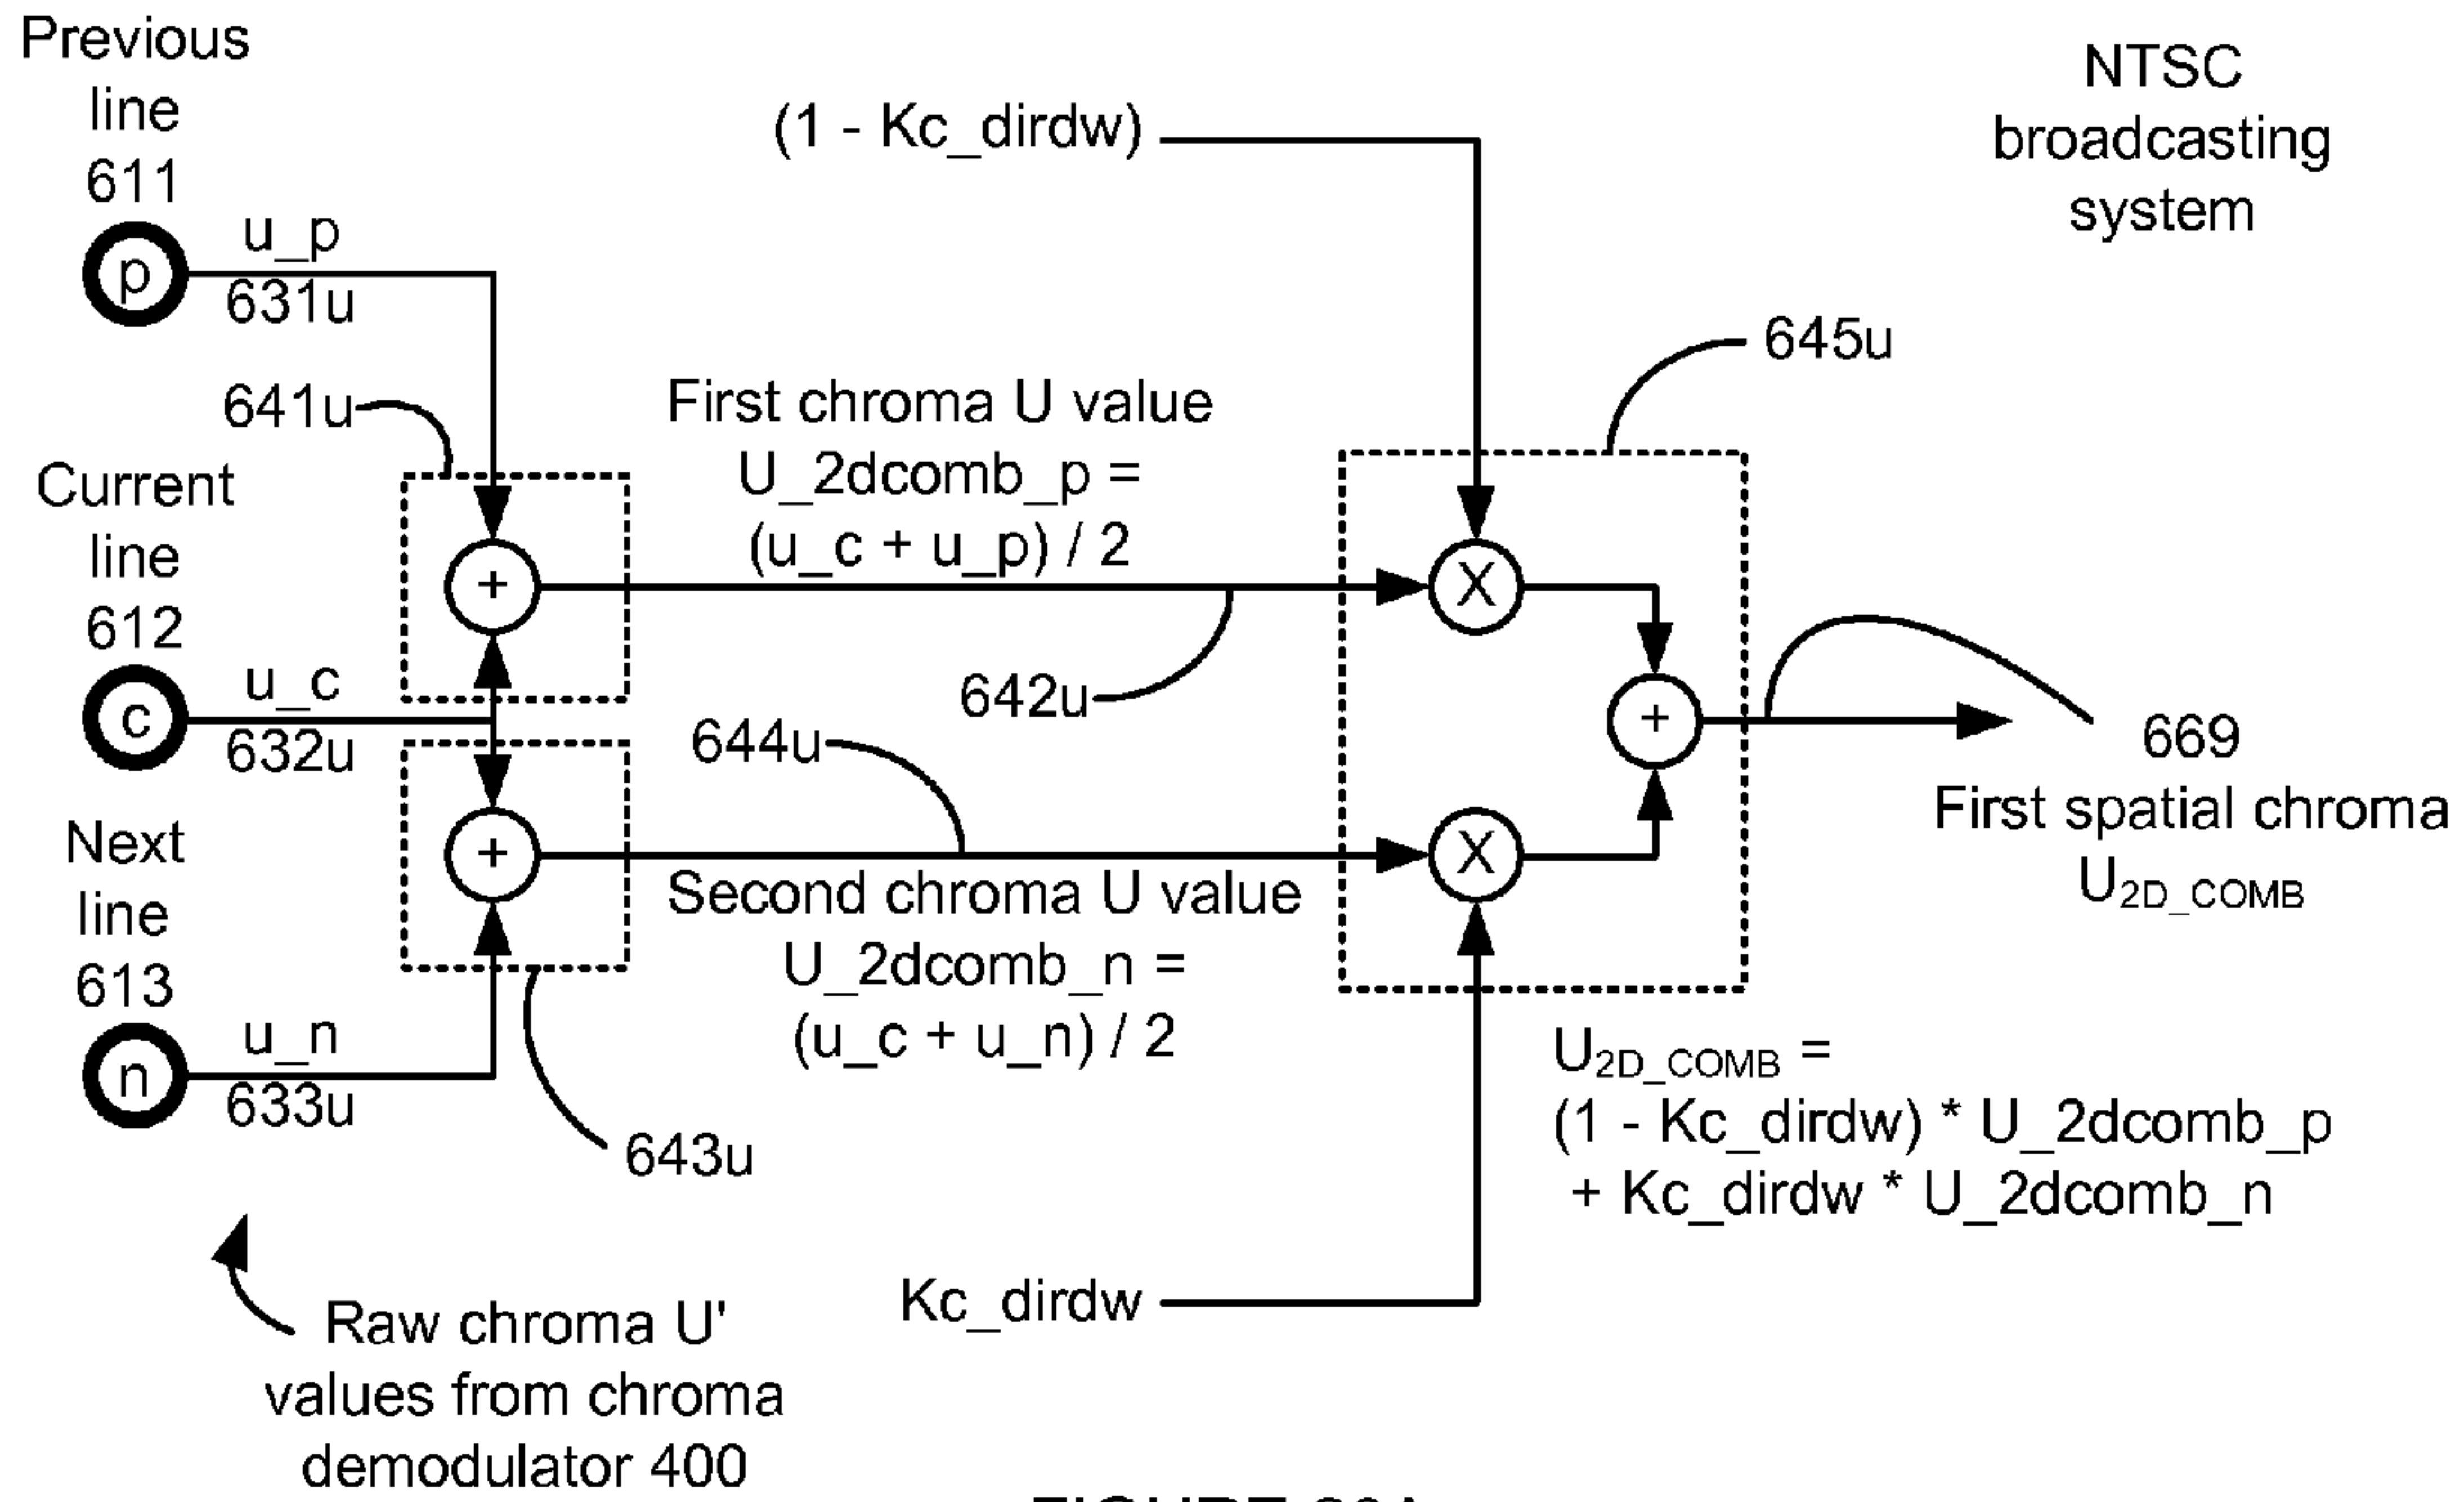 Previous
line
611
p
u_p
631u
(1 - Kc_dirdw)
NTSC
broadcasting
system
645u
641u
First chroma U value
U_2dcomb_p =
(u_c + u_p) / 2
Current
line
612
c
u_c
632u
+
X
642u
644u
+
669
First spatial chroma
U2D_COMB
Next
line
613
n
u_n
633u
+
X
Second chroma U value
U_2dcomb_n =
(u_c + u_n) / 2
643u
U2D_COMB =
(1 - Kc_dirdw) * U_2dcomb_p
+ Kc_dirdw * U_2dcomb_n
Kc_dirdw
Raw chroma U'
values from chroma
demodulator 400